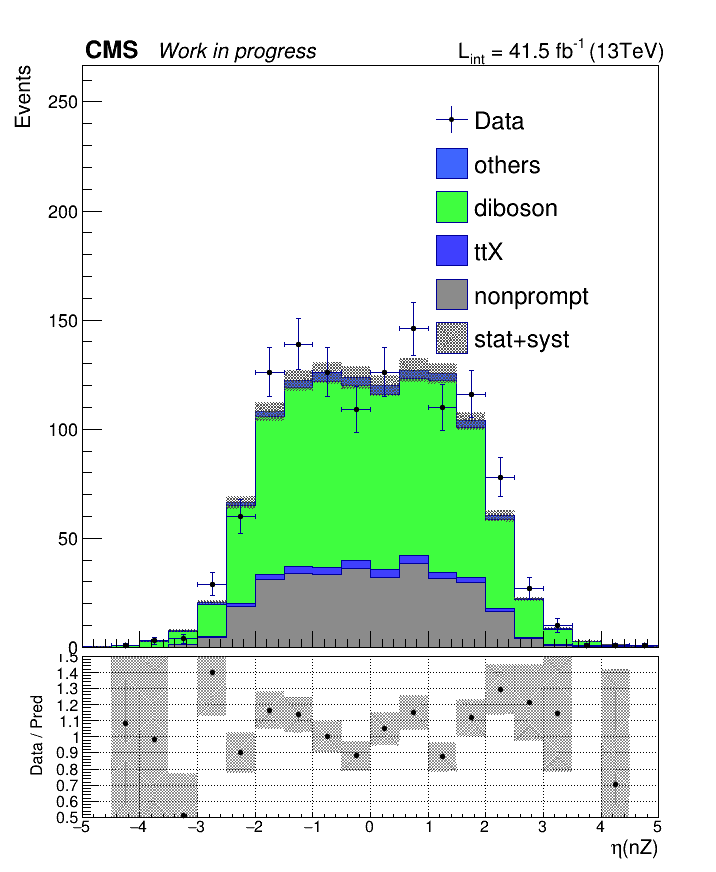 CMS Work in progress L_int = 41.5 fb^-1 (13TeV)
Events
250
200
150
100
50
0
Data
others
diboson
ttX
nonprompt
stat+syst
Data / Pred
1.5
1.4
1.3
1.2
1.1
1
0.9
0.8
0.7
0.6
0.5
−5 −4 −3 −2 −1 0 1 2 3 4 5
η(nZ)